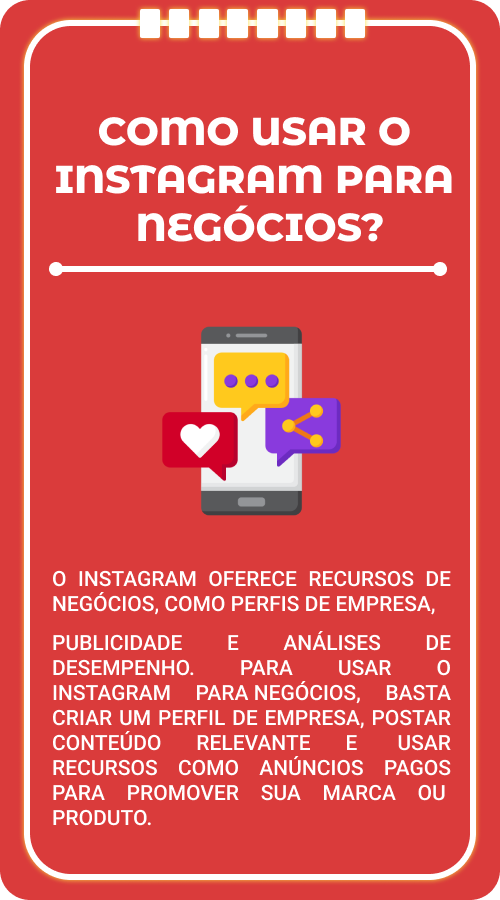 COMO USAR O
INSTAGRAM PARA
NEGÓCIOS?
O INSTAGRAM OFERECE RECURSOS DE
NEGÓCIOS, COMO PERFIS DE EMPRESA,
PUBLICIDADE E ANÁLISES DE
DESEMPENHO. PARA USAR O
INSTAGRAM PARA NEGÓCIOS, BASTA
CRIAR UM PERFIL DE EMPRESA, POSTAR
CONTEÚDO RELEVANTE E USAR
RECURSOS COMO ANÚNCIOS PAGOS
PARA PROMOVER SUA MARCA OU
PRODUTO.